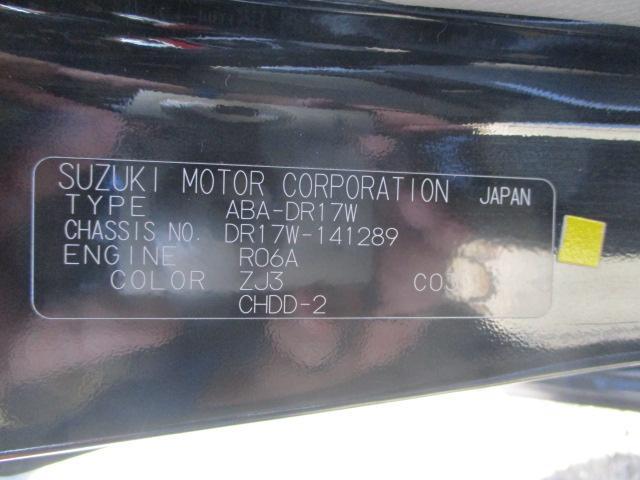 SUZUKI MOTOR CORPORATION JAPAN
TYPE ABA-DR17W
CHASSIS NO. DR17W-141289
ENGINE R06A
COLOR ZJ3
CHDD-2